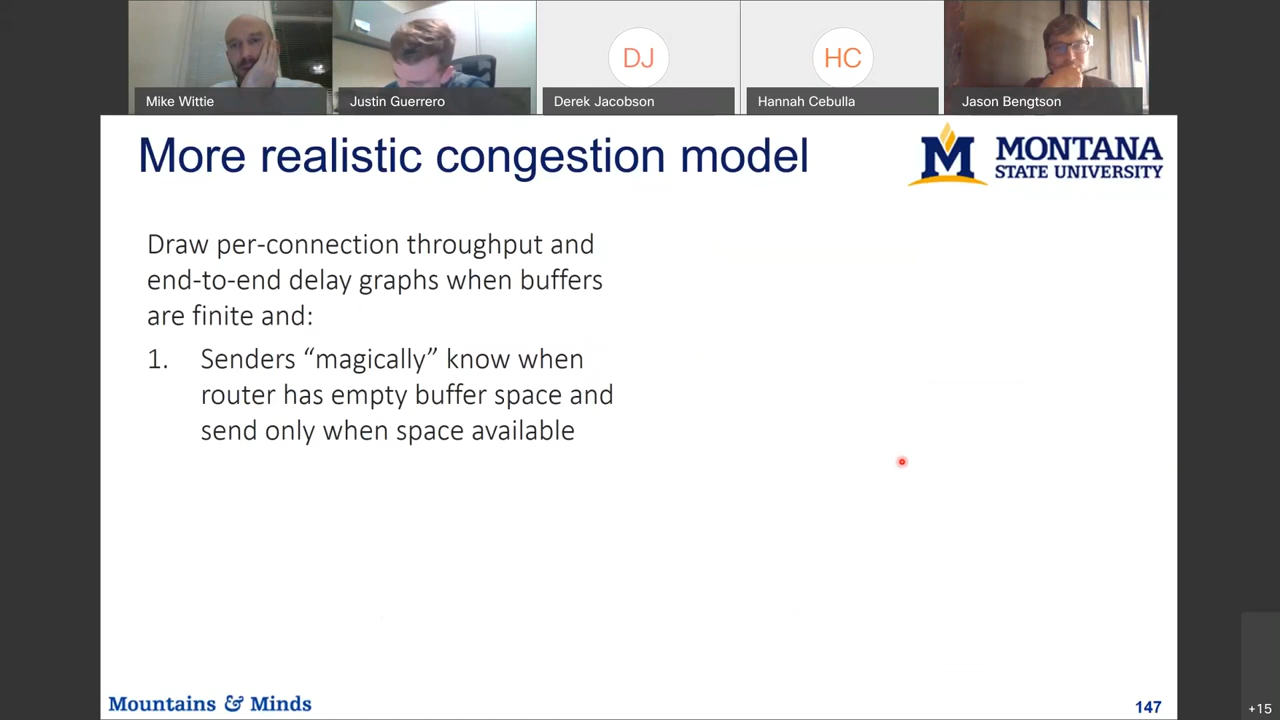 DJ
HC
Mike Wittie
Justin Guerrero
Derek Jacobson
Hannah Cebulla
Jason Bengtson
More realistic congestion model
M MONTANA
STATE UNIVERSITY
Draw per-connection throughput and
end-to-end delay graphs when buffers
are finite and:
1. Senders “magically” know when
router has empty buffer space and
send only when space available
Mountains & Minds
147
+15